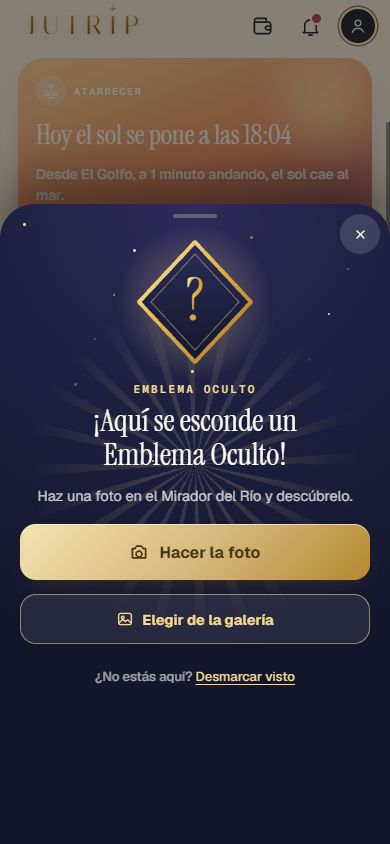 JUTRIP
ATARDECER
Hoy el sol se pone a las 18:04
Desde El Golfo, a 1 minuto andando, el sol cae al
mar.
?
EMBLEMA OCULTO
¡Aquí se esconde un
Emblema Oculto!
Haz una foto en el Mirador del Río y descúbrelo.
Hacer la foto
Elegir de la galería
¿No estás aquí? Desmarcar visto